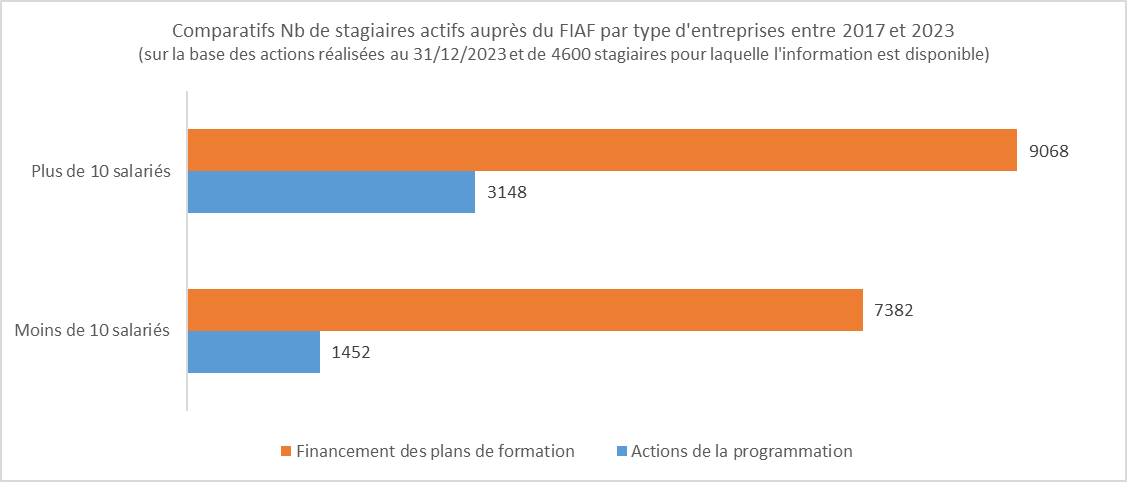 Comparatifs Nb de stagiaires actifs auprès du FIAF par type d'entreprises entre 2017 et 2023
(sur la base des actions réalisées au 31/12/2023 et de 4600 stagiaires pour laquelle l'information est disponible)
Plus de 10 salariés
9068
3148
Moins de 10 salariés
7382
1452
Financement des plans de formation
Actions de la programmation